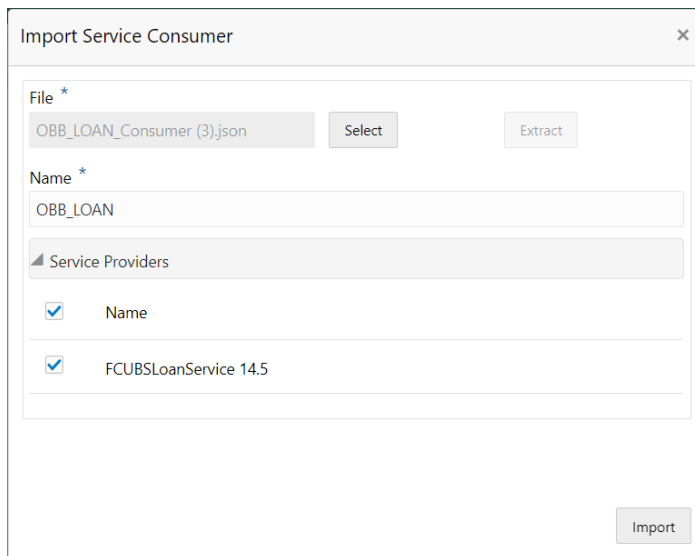 Import Service Consumer ×
File *
OBB_LOAN_Consumer (3).json Select Extract
Name *
OBB_LOAN
Service Providers
Name
FCUBSLoanService 14.5
Import